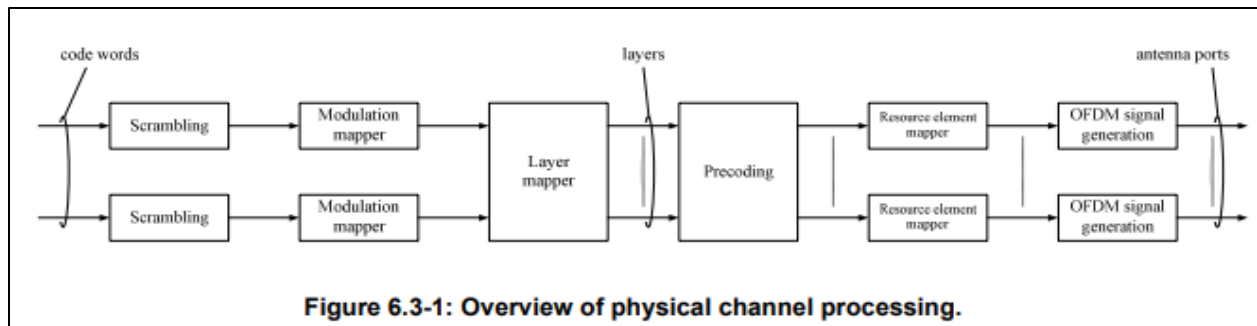 code words
layers
antenna ports
Scrambling
Modulation
mapper
Layer
mapper
Precoding
Resource element
mapper
OFDM signal
generation
Scrambling
Modulation
mapper
Resource element
mapper
OFDM signal
generation
Figure 6.3-1: Overview of physical channel processing.